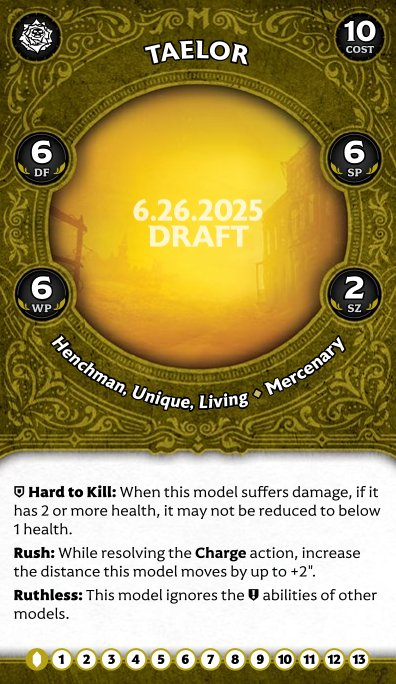 TAELOR
10
COST
6
DF
6
SP
6.26.2025
DRAFT
6
WP
2
SZ
Henchman, Unique, Living ⬥ Mercenary
Hard to Kill: When this model suffers damage, if it
has 2 or more health, it may not be reduced to below
1 health.
Rush: While resolving the Charge action, increase
the distance this model moves by up to +2".
Ruthless: This model ignores the abilities of other
models.
1 2 3 4 5 6 7 8 9 10 11 12 13